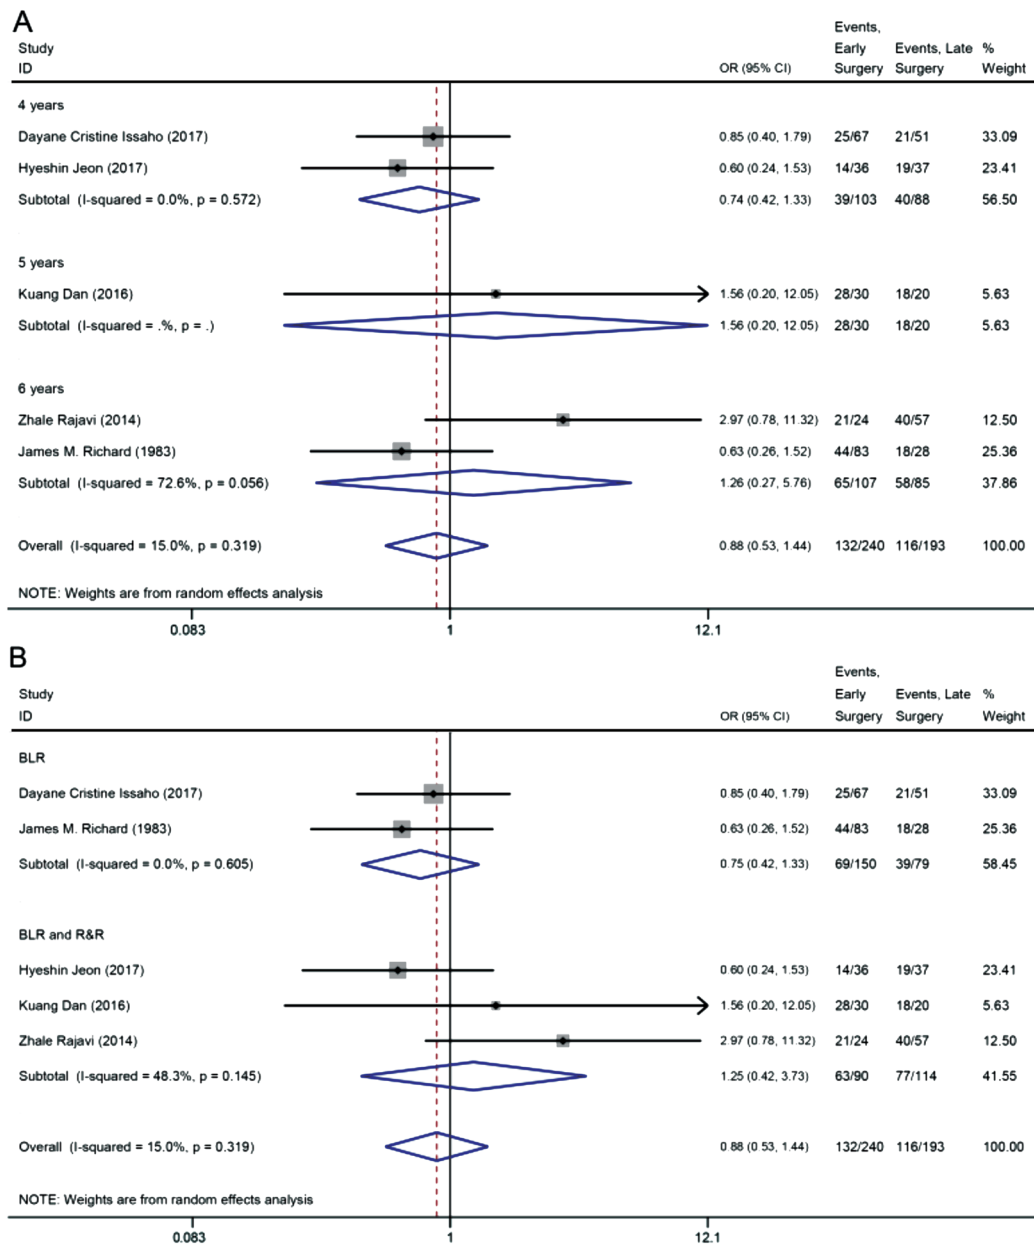 A
Events,
Study Early Events, Late %
ID OR (95% CI) Surgery Surgery Weight
4 years
Dayane Cristine Issaho (2017) 0.85 (0.40, 1.79) 25/67 21/51 33.09
Hyeshin Jeon (2017) 0.60 (0.24, 1.53) 14/36 19/37 23.41
Subtotal (I-squared = 0.0%, p = 0.572) 0.74 (0.42, 1.33) 39/103 40/88 56.50
5 years
Kuang Dan (2016) 1.56 (0.20, 12.05) 28/30 18/20 5.63
Subtotal (I-squared = .%, p = .) 1.56 (0.20, 12.05) 28/30 18/20 5.63
6 years
Zhale Rajavi (2014) 2.97 (0.78, 11.32) 21/24 40/57 12.50
James M. Richard (1983) 0.63 (0.26, 1.52) 44/83 18/28 25.36
Subtotal (I-squared = 72.6%, p = 0.056) 1.26 (0.27, 5.76) 65/107 58/85 37.86
Overall (I-squared = 15.0%, p = 0.319) 0.88 (0.53, 1.44) 132/240 116/193 100.00
NOTE: Weights are from random effects analysis
0.083 1 12.1
B
Events,
Study Early Events, Late %
ID OR (95% CI) Surgery Surgery Weight
BLR
Dayane Cristine Issaho (2017) 0.85 (0.40, 1.79) 25/67 21/51 33.09
James M. Richard (1983) 0.63 (0.26, 1.52) 44/83 18/28 25.36
Subtotal (I-squared = 0.0%, p = 0.605) 0.75 (0.42, 1.33) 69/150 39/79 58.45
BLR and R&R
Hyeshin Jeon (2017) 0.60 (0.24, 1.53) 14/36 19/37 23.41
Kuang Dan (2016) 1.56 (0.20, 12.05) 28/30 18/20 5.63
Zhale Rajavi (2014) 2.97 (0.78, 11.32) 21/24 40/57 12.50
Subtotal (I-squared = 48.3%, p = 0.145) 1.25 (0.42, 3.73) 63/90 77/114 41.55
Overall (I-squared = 15.0%, p = 0.319) 0.88 (0.53, 1.44) 132/240 116/193 100.00
NOTE: Weights are from random effects analysis
0.083 1 12.1